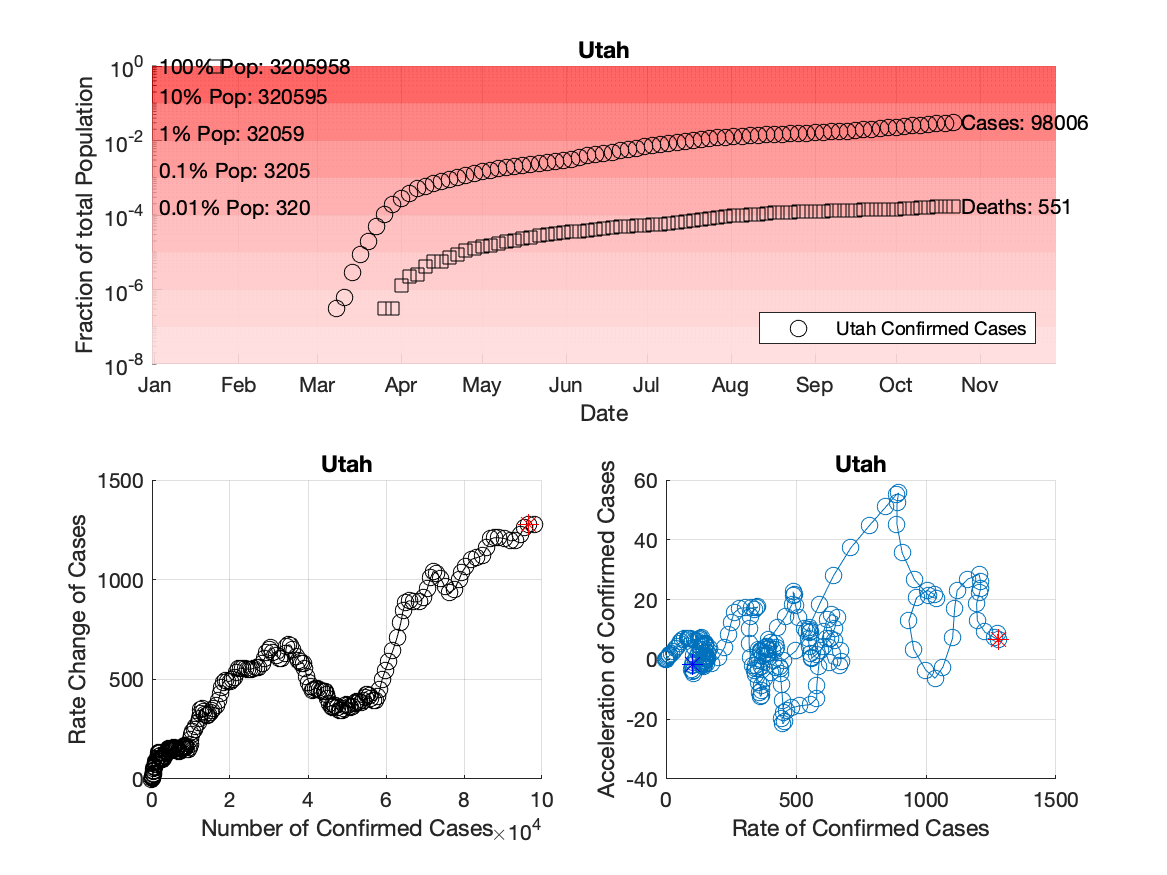 Utah
10^0
100% Pop: 3205958
10% Pop: 320595
10^-2
1% Pop: 32059
Cases: 98006
0.1% Pop: 3205
10^-4
0.01% Pop: 320
Deaths: 551
10^-6
Utah Confirmed Cases
10^-8
Fraction of total Population
Jan Feb Mar Apr May Jun Jul Aug Sep Oct Nov
Date
Utah
1500
1000
500
0
Rate Change of Cases
0 2 4 6 8 10
Number of Confirmed Cases ×10^4
Utah
60
40
20
0
-20
-40
Acceleration of Confirmed Cases
0 500 1000 1500
Rate of Confirmed Cases